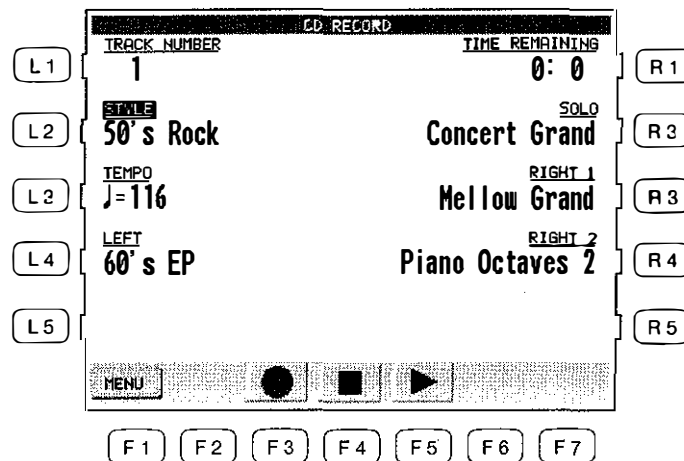 CD RECORD
TRACK NUMBER
TIME REMAINING
L1
1
0: 0
R1
STYLE
SOLO
L2
50's Rock
Concert Grand
R3
TEMPO
RIGHT 1
L3
♩=116
Mellow Grand
R3
LEFT
RIGHT 2
L4
60's EP
Piano Octaves 2
R4
L5
R5
MENU
F1
F2
F3
F4
F5
F6
F7